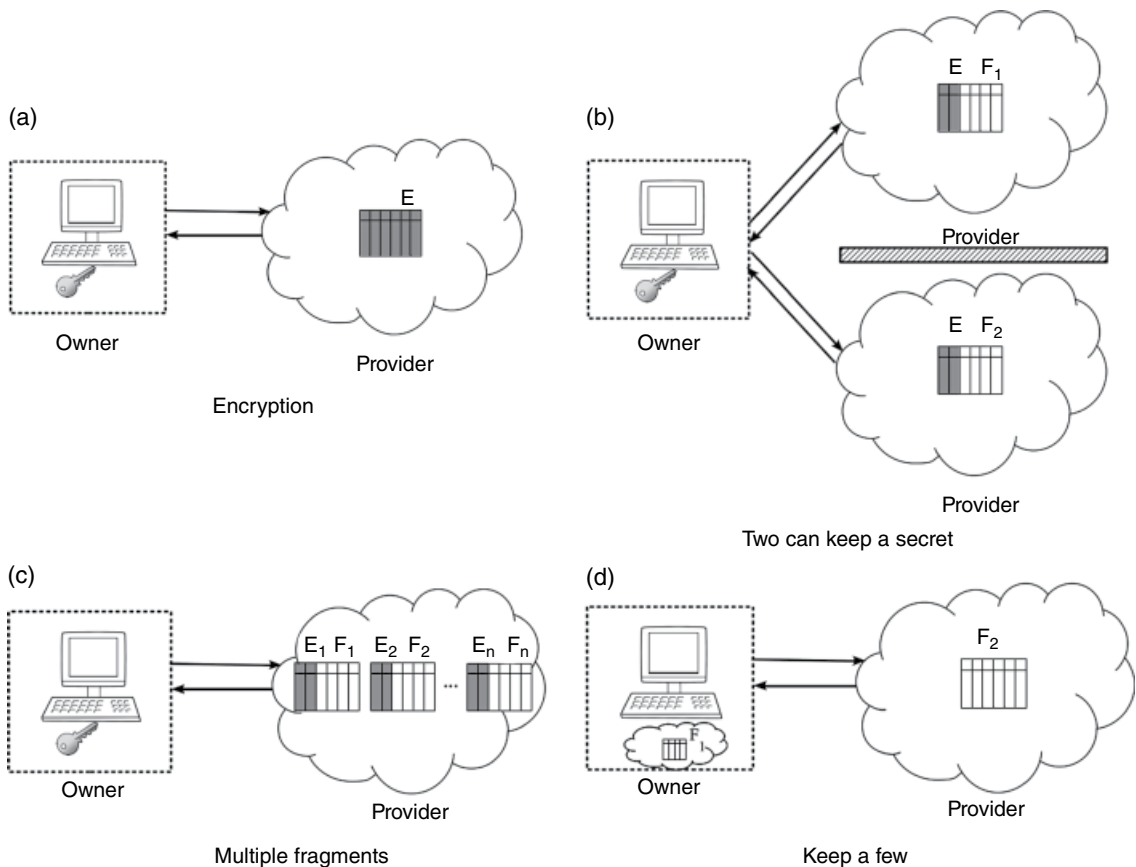 (a)
E
Owner
Provider
Encryption
(b)
E F1
Provider
Owner
E F2
Provider
Two can keep a secret
(c)
E1 F1 E2 F2 ... En Fn
Owner
Provider
Multiple fragments
(d)
F2
F1
Owner
Provider
Keep a few